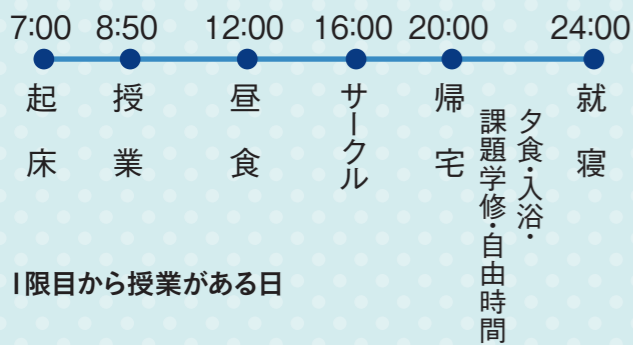 7:00 8:50 12:00 16:00 20:00 24:00
起床
授業
昼食
サークル
帰宅
夕食・入浴・
課題学修・自由時間
就寝
1限目から授業がある日